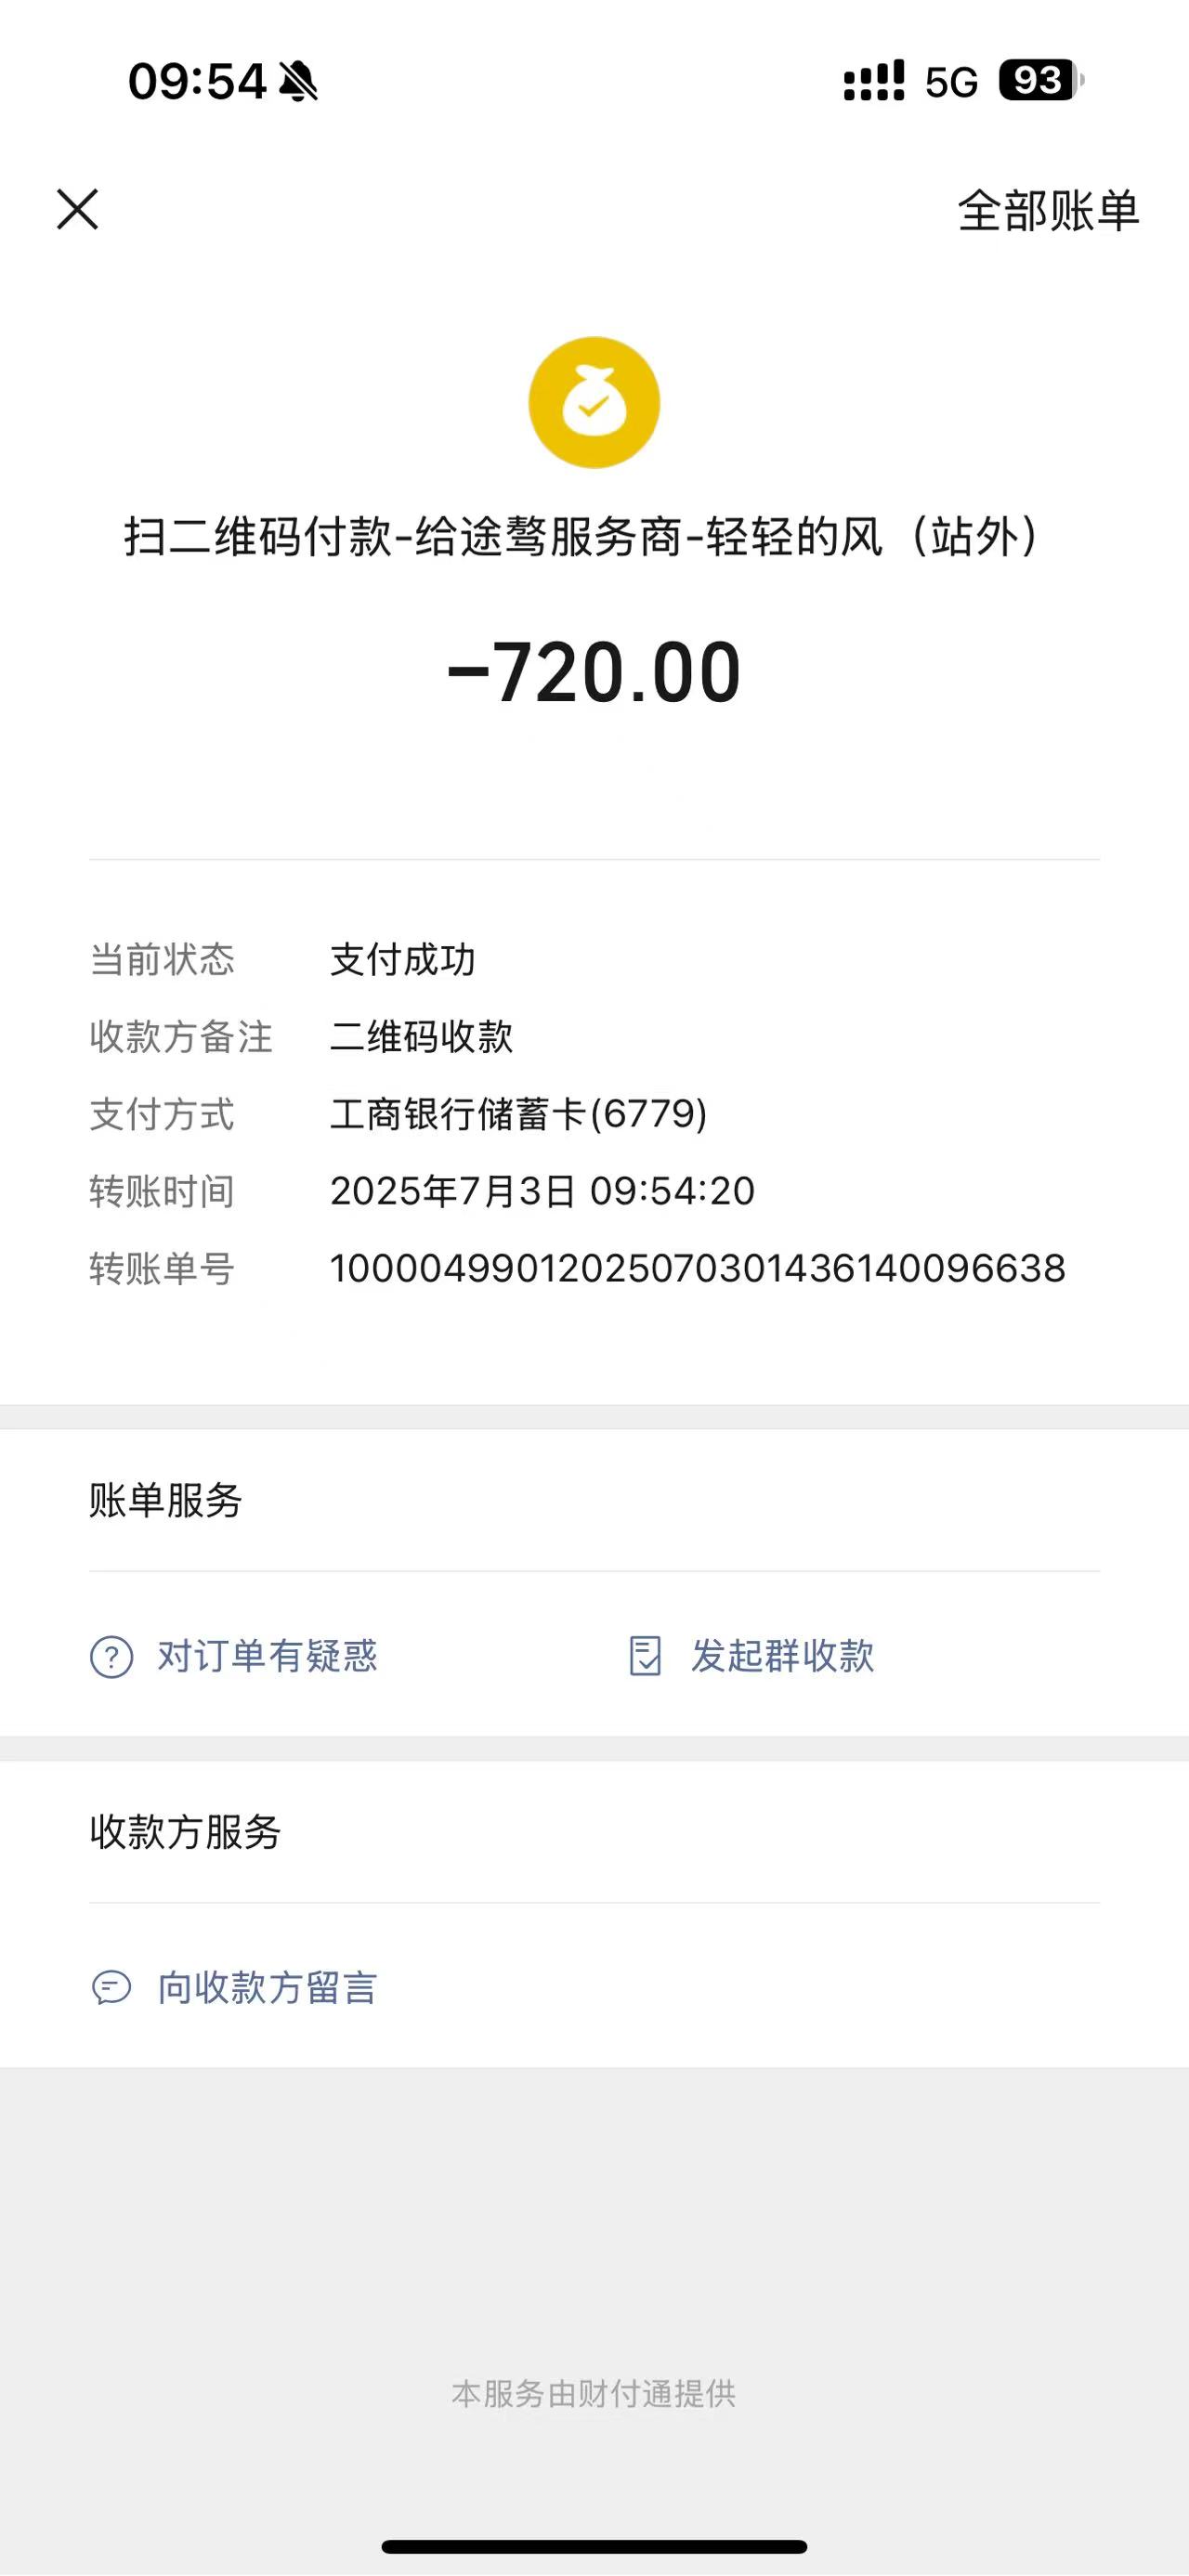 09:54 5G 93
全部账单
扫二维码付款-给途骜服务商-轻轻的风（站外）
-720.00
当前状态 支付成功
收款方备注 二维码收款
支付方式 工商银行储蓄卡(6779)
转账时间 2025年7月3日 09:54:20
转账单号 1000049901202507030143614009​6638
账单服务
对订单有疑惑 发起群收款
收款方服务
向收款方留言
本服务由财付通提供